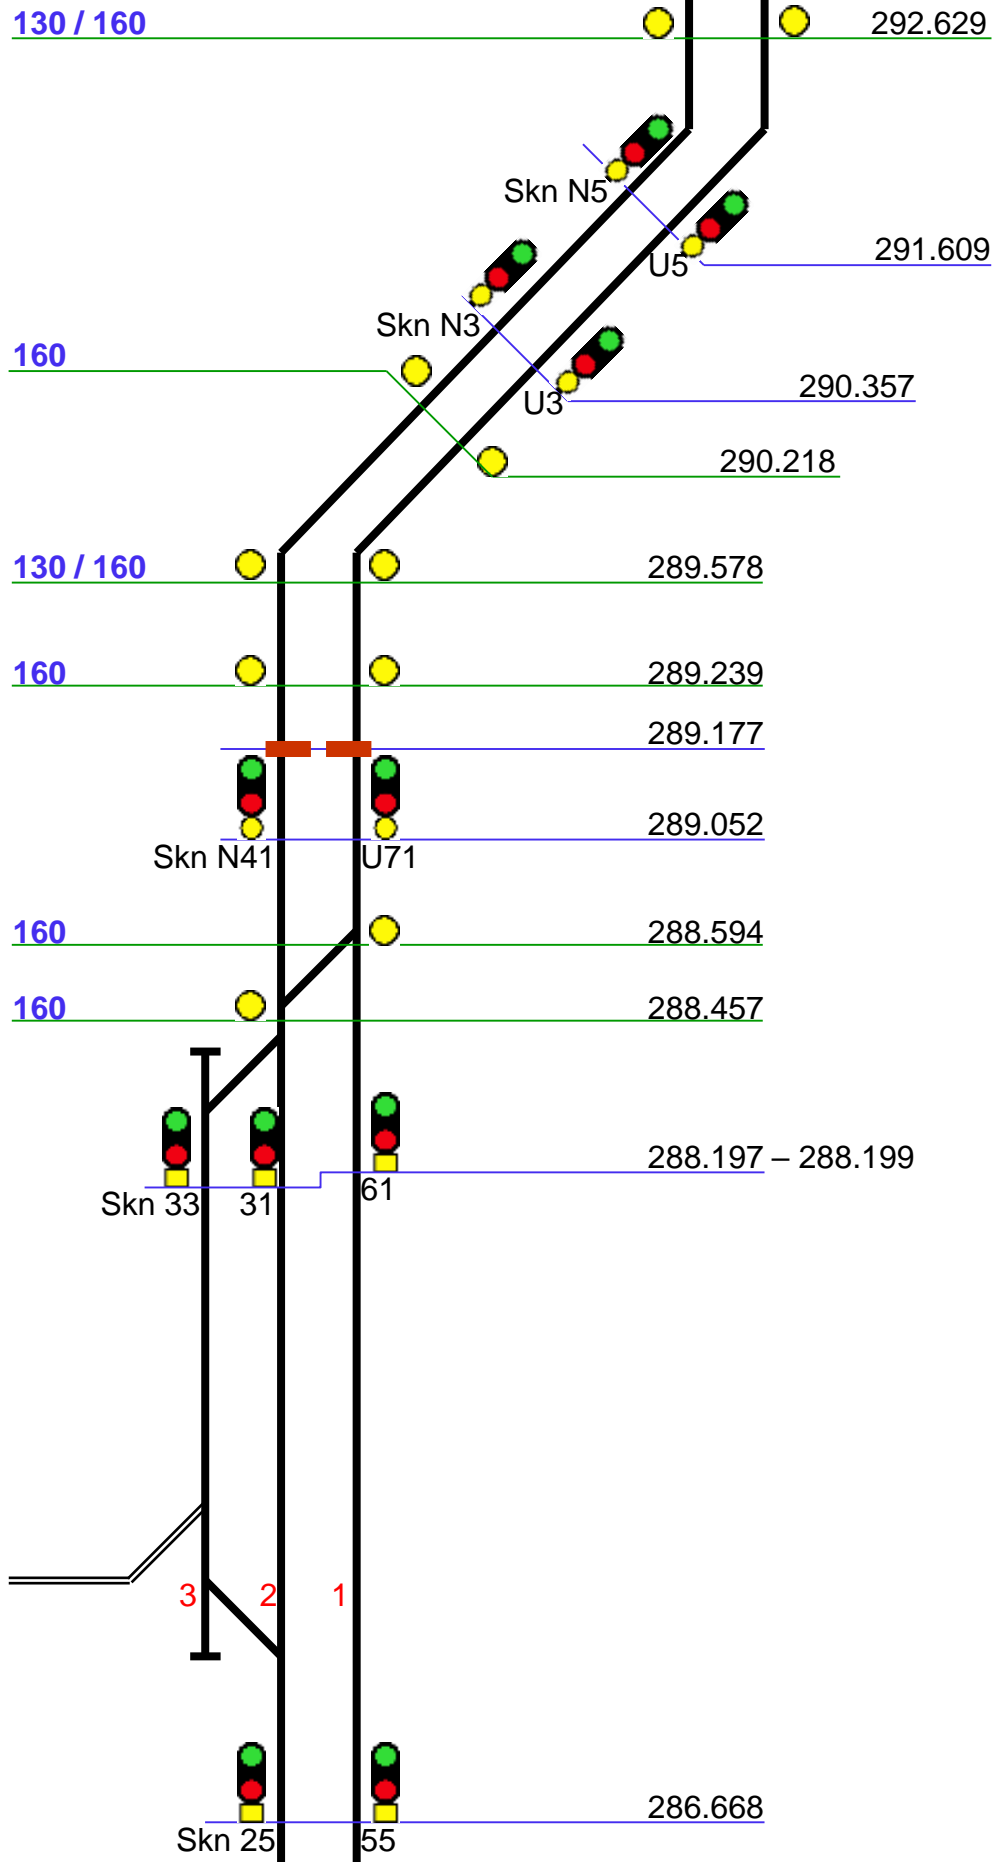 130 / 160 292.629
Skn N5
U5 291.609
Skn N3
160
U3 290.357
290.218
130 / 160 289.578
160 289.239
289.177
289.052
Skn N41 U71
160 288.594
160 288.457
288.197 – 288.199
Skn 33 31 61
3 2 1
286.668
Skn 25 55